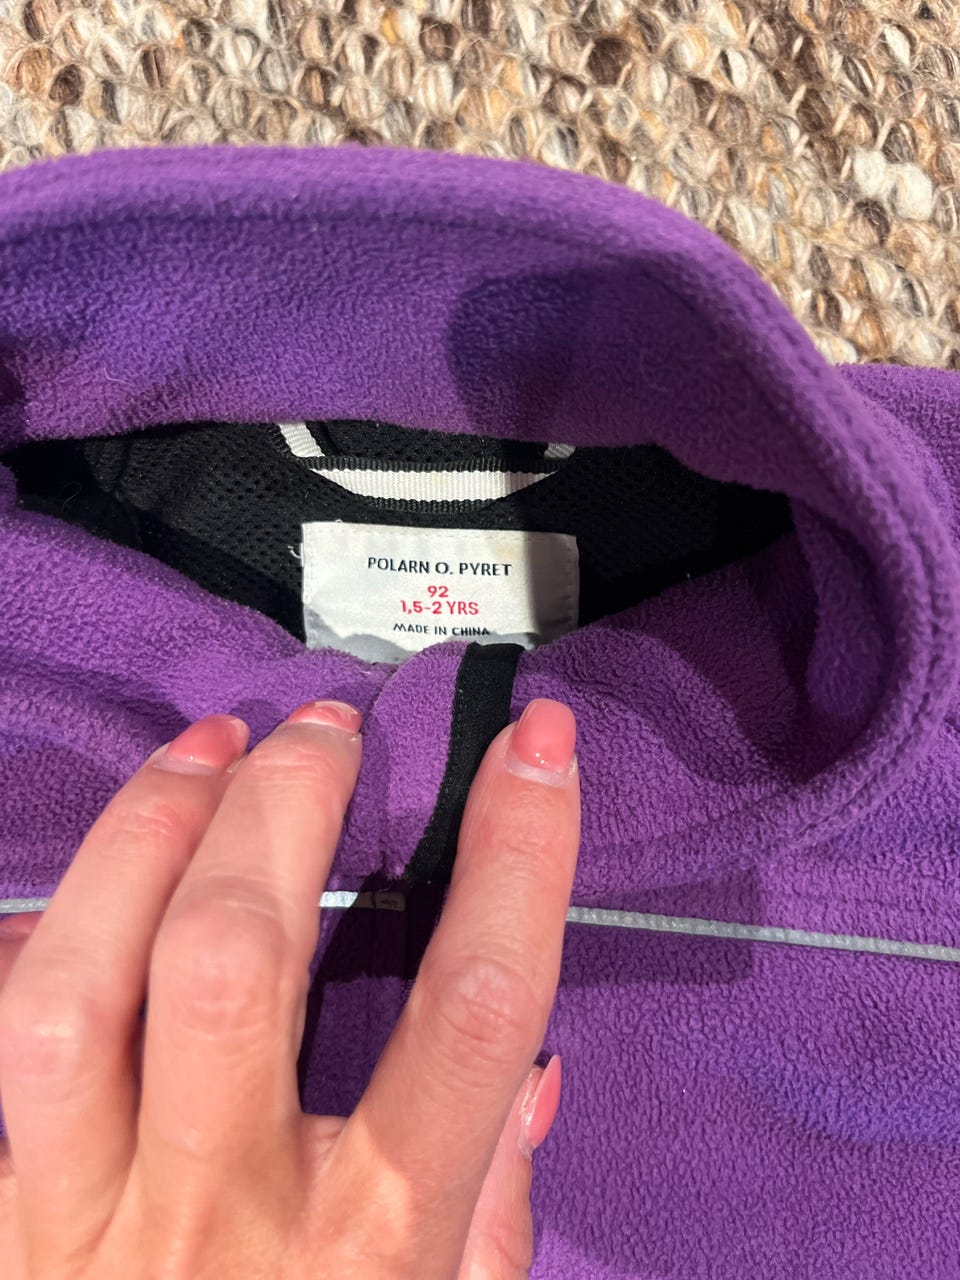 POLARN O. PYRET
92
1,5-2 YRS
MADE IN CHINA